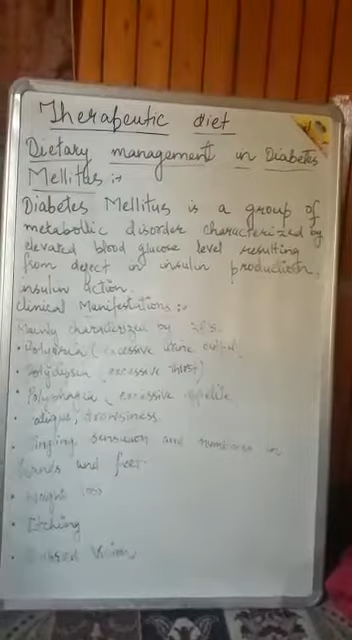 Therapeutic diet
Dietary management in Diabetes
Mellitus :-
Diabetes Mellitus is a group of
metabolic disorder characterized by
elevated blood glucose level resulting
from defect in insulin production,
insulin action.
Clinical Manifestations :-
Mainly characterized by 3P's.
• Polyuria (excessive urine output)
• Polydipsia (excessive thirst)
• Polyphagia (excessive appetite
• fatigue, drowsiness.
• Tinging sensation and numbness in
hands and feet.
• Weight loss
• Itching
• Blurred Vision